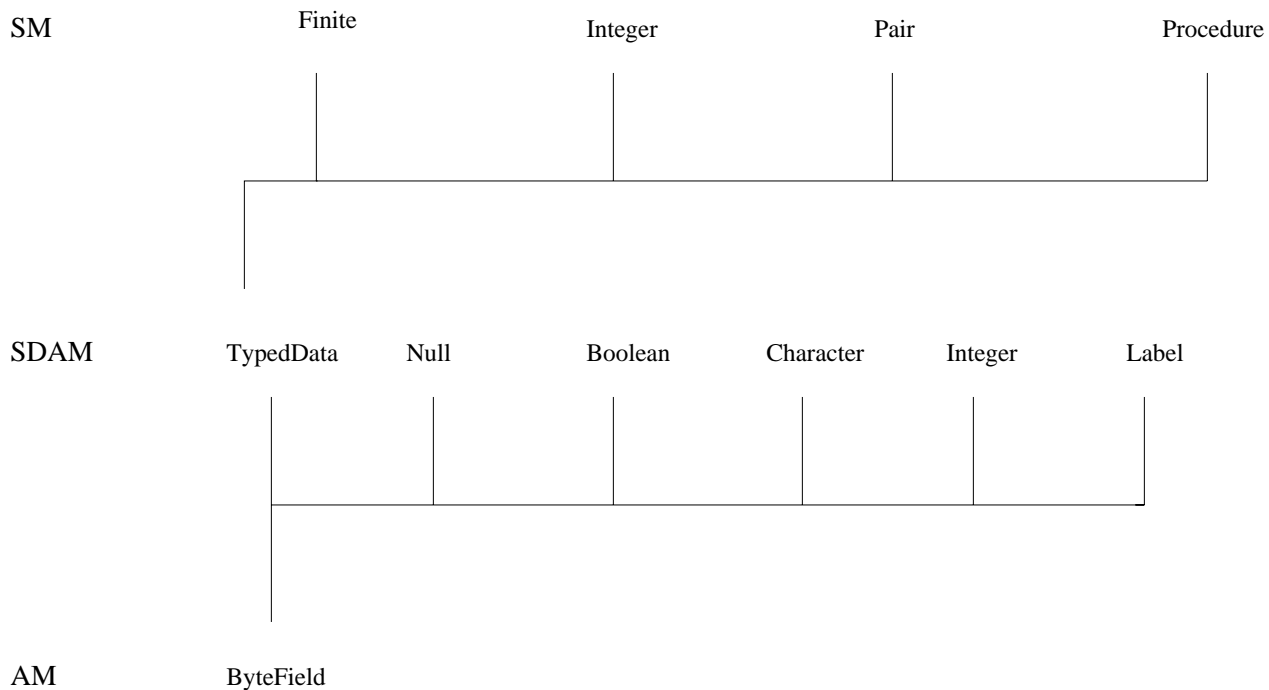 SM Finite Integer Pair Procedure
SDAM TypedData Null Boolean Character Integer Label
AM ByteField